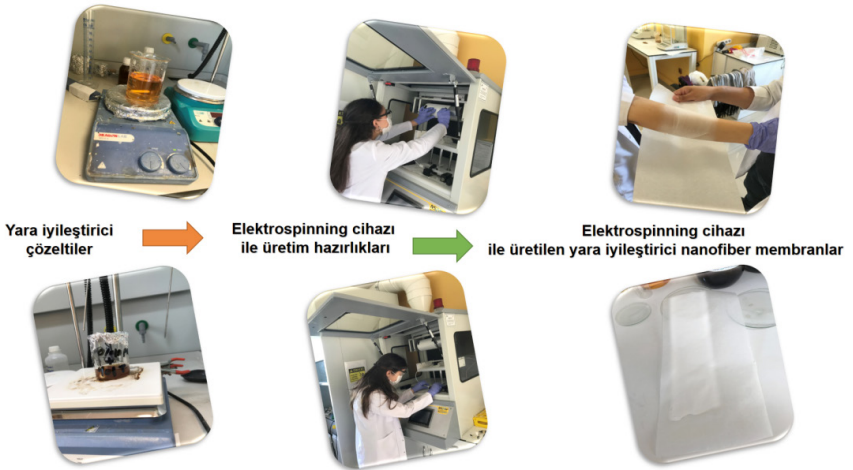 Yara iyileştirici
çözeltiler
Elektrospinning cihazı
ile üretim hazırlıkları
Elektrospinning cihazı
ile üretilen yara iyileştirici nanofiber membranlar